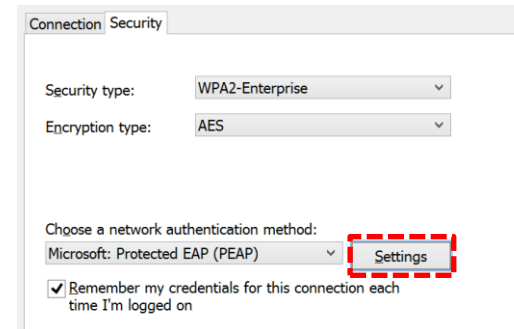 Connection Security
Security type: WPA2-Enterprise
Encryption type: AES
Choose a network authentication method:
Microsoft: Protected EAP (PEAP) Settings
Remember my credentials for this connection each
time I'm logged on